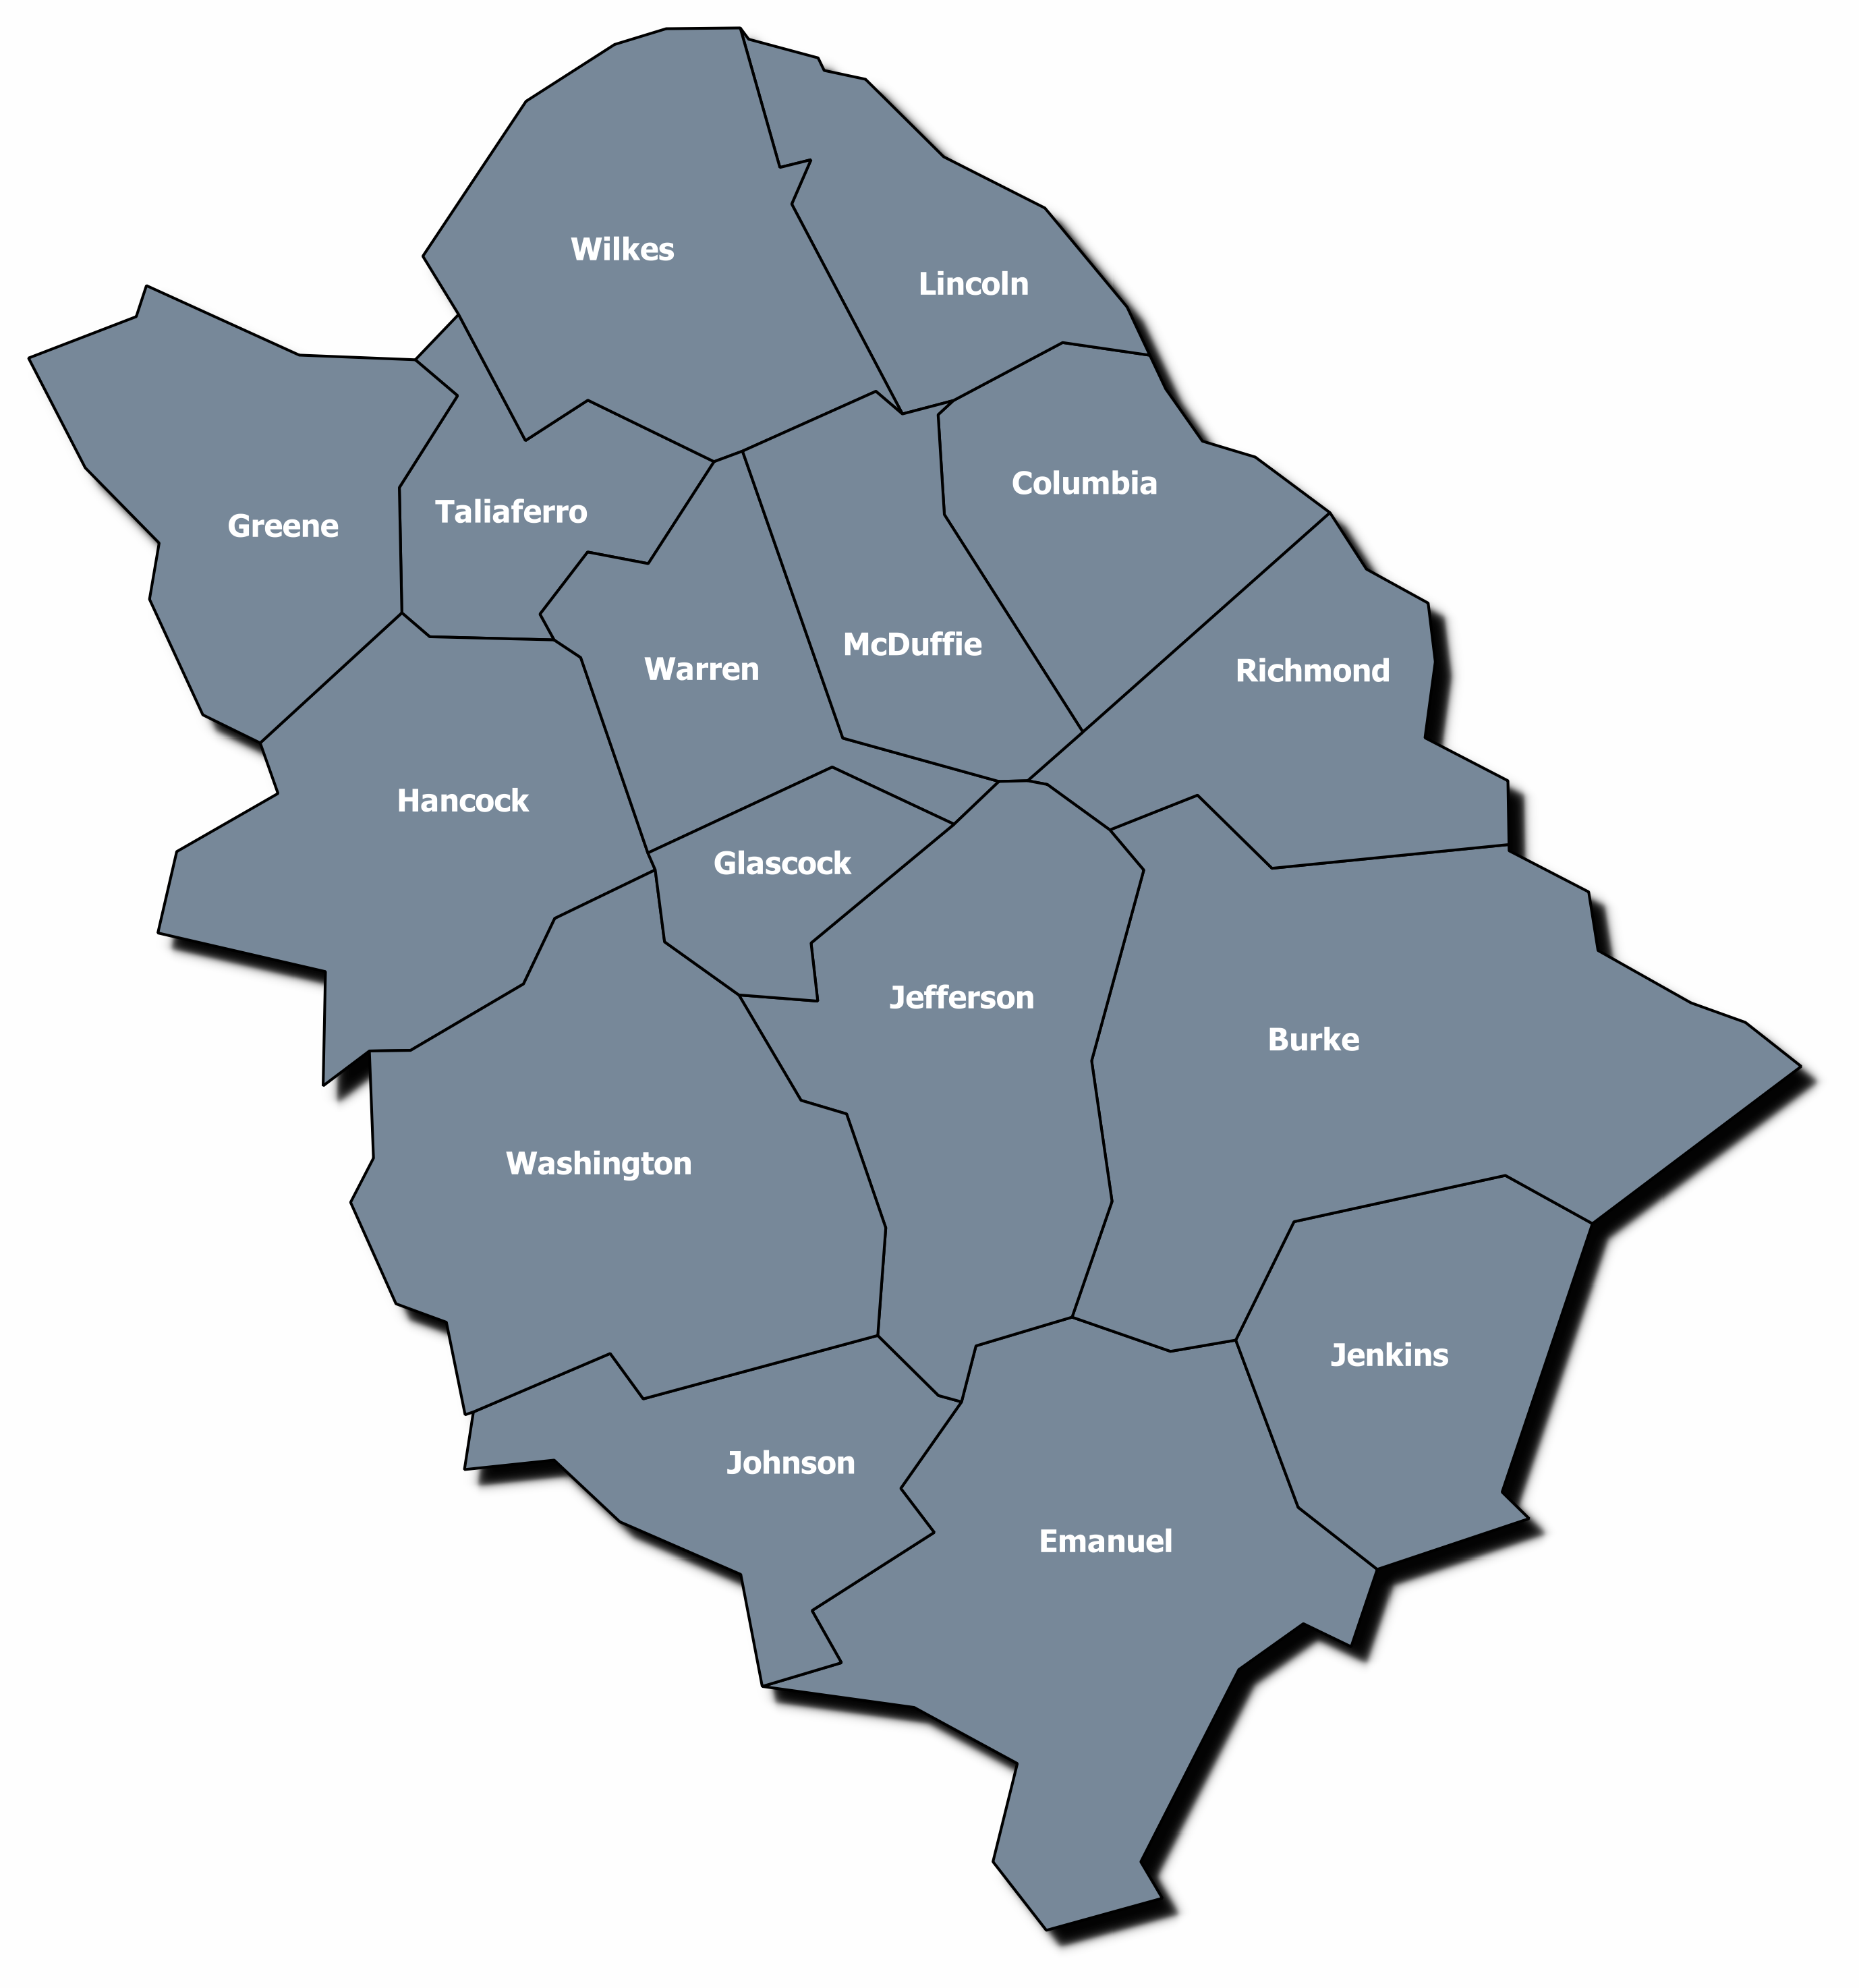 Wilkes
Lincoln
Columbia
Taliaferro
Greene
McDuffie
Warren
Richmond
Hancock
Glascock
Jefferson
Burke
Washington
Jenkins
Johnson
Emanuel